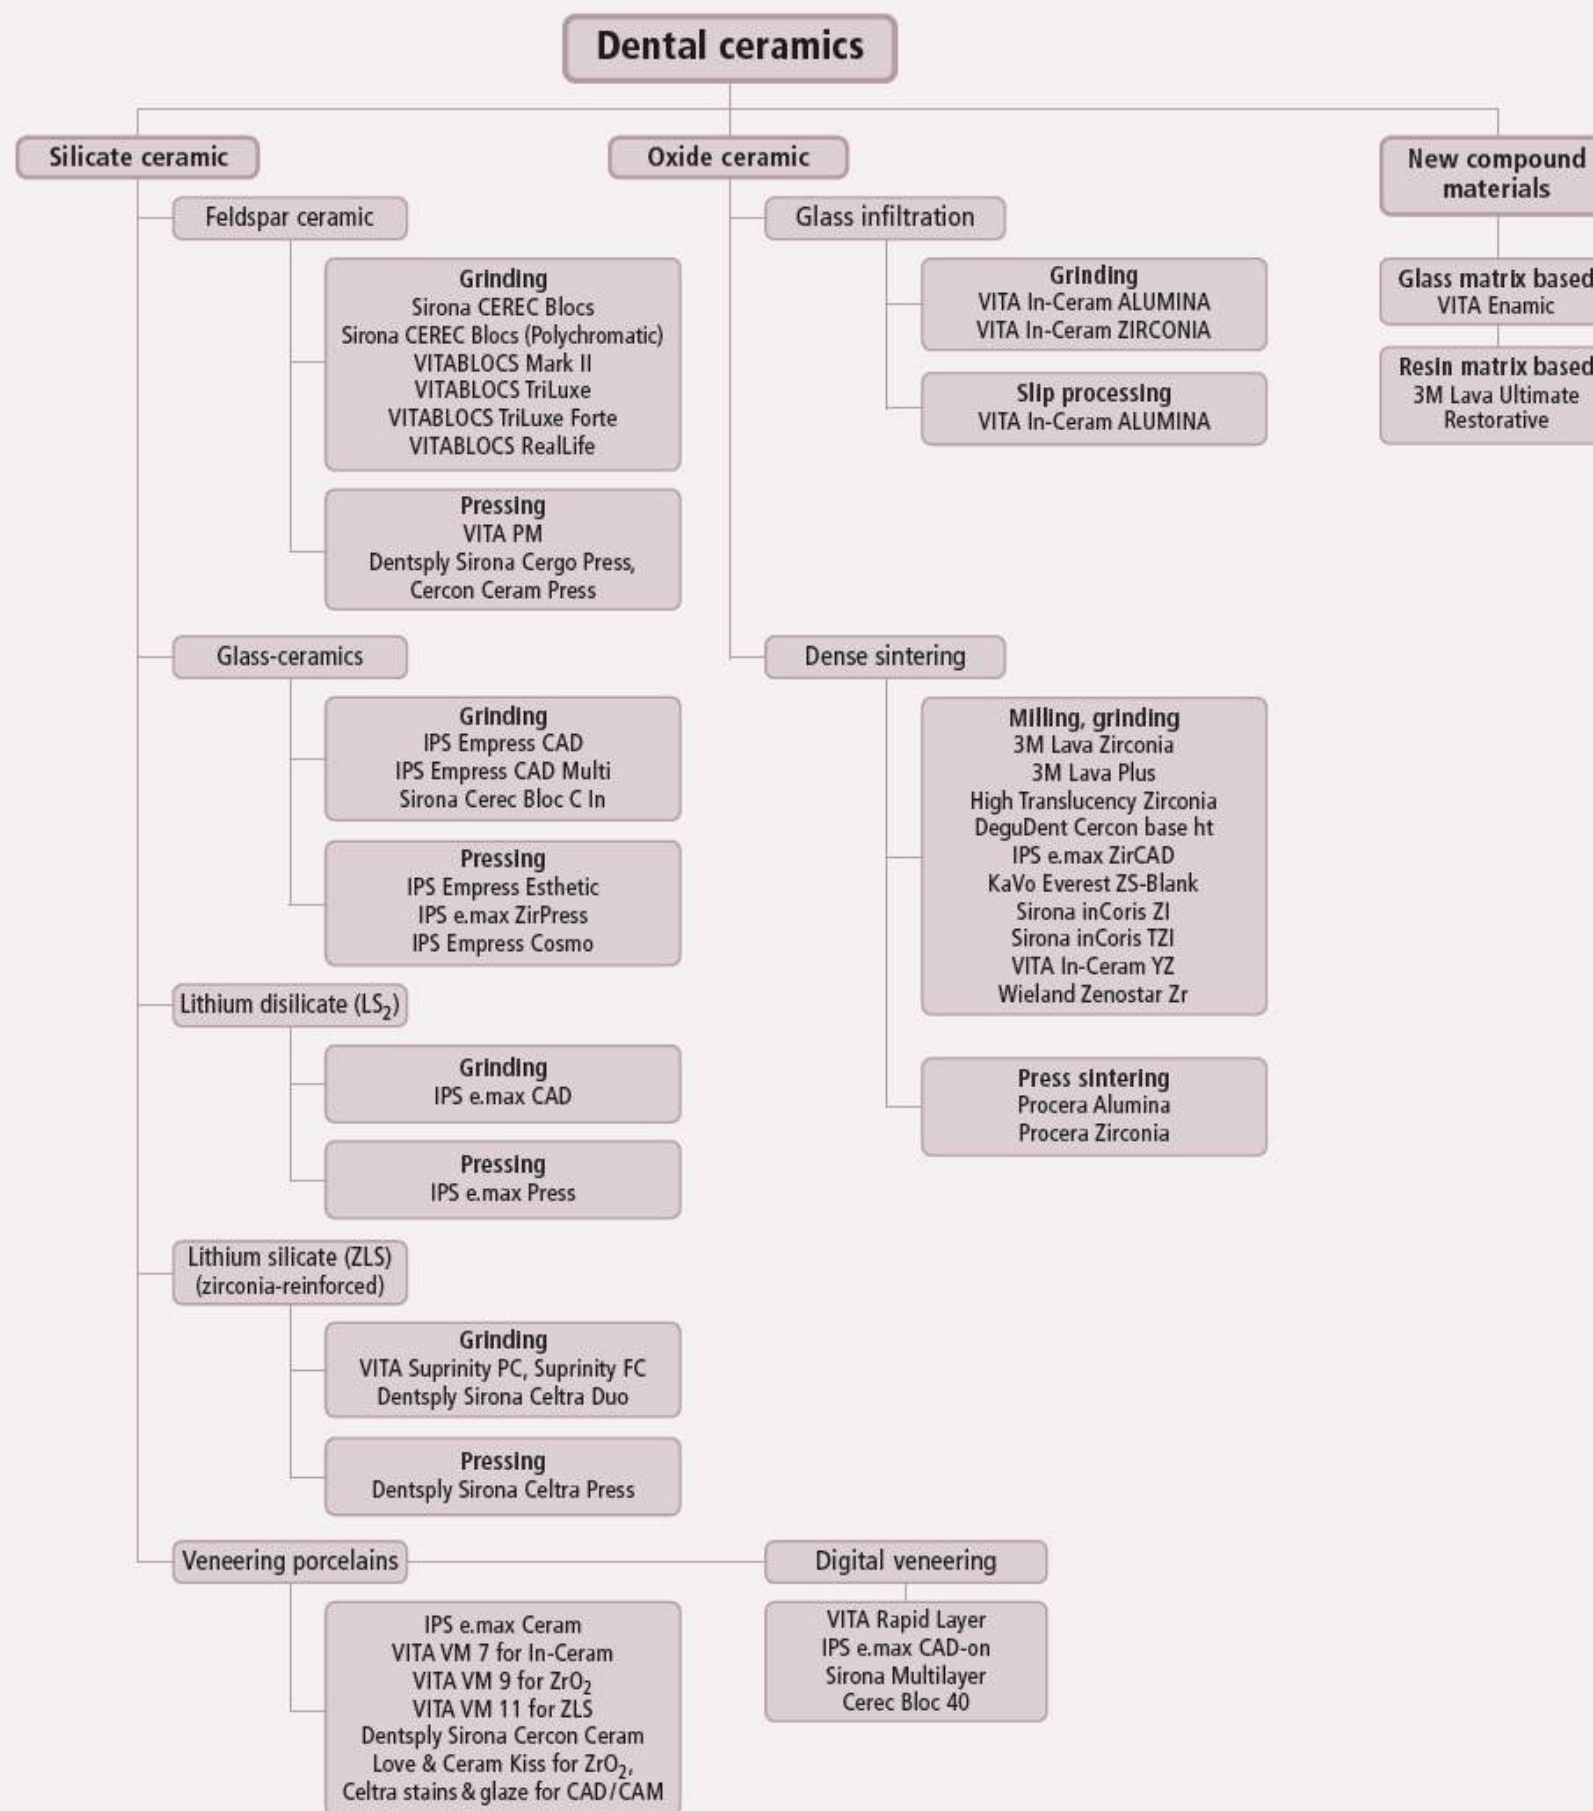 Dental ceramics
Silicate ceramic
Feldspar ceramic
Grinding
Sirona CEREC Blocs
Sirona CEREC Blocs (Polychromatic)
VITABLOCS Mark II
VITABLOCS TriLuxe
VITABLOCS TriLuxe Forte
VITABLOCS RealLife
Pressing
VITA PM
Dentsply Sirona Cergo Press,
Cercon Ceram Press
Glass-ceramics
Grinding
IPS Empress CAD
IPS Empress CAD Multi
Sirona Cerec Bloc C In
Pressing
IPS Empress Esthetic
IPS e.max ZirPress
IPS Empress Cosmo
Lithium disilicate (LS₂)
Grinding
IPS e.max CAD
Pressing
IPS e.max Press
Lithium silicate (ZLS)
(zirconia-reinforced)
Grinding
VITA Suprinity PC, Suprinity FC
Dentsply Sirona Celtra Duo
Pressing
Dentsply Sirona Celtra Press
Veneering porcelains
IPS e.max Ceram
VITA VM 7 for In-Ceram
VITA VM 9 for ZrO₂
VITA VM 11 for ZLS
Dentsply Sirona Cercon Ceram
Love & Ceram Kiss for ZrO₂,
Celtra stains & glaze for CAD/CAM
Digital veneering
VITA Rapid Layer
IPS e.max CAD-on
Sirona Multilayer
Cerec Bloc 40
Oxide ceramic
Glass infiltration
Grinding
VITA In-Ceram ALUMINA
VITA In-Ceram ZIRCONIA
Slip processing
VITA In-Ceram ALUMINA
Dense sintering
Milling, grinding
3M Lava Zirconia
3M Lava Plus
High Translucency Zirconia
DeguDent Cercon base ht
IPS e.max ZirCAD
KaVo Everest ZS-Blank
Sirona inCoris ZI
Sirona inCoris TZI
VITA In-Ceram YZ
Wieland Zenostar Zr
Press sintering
Procera Alumina
Procera Zirconia
New compound
materials
Glass matrix based
VITA Enamic
Resin matrix based
3M Lava Ultimate
Restorative